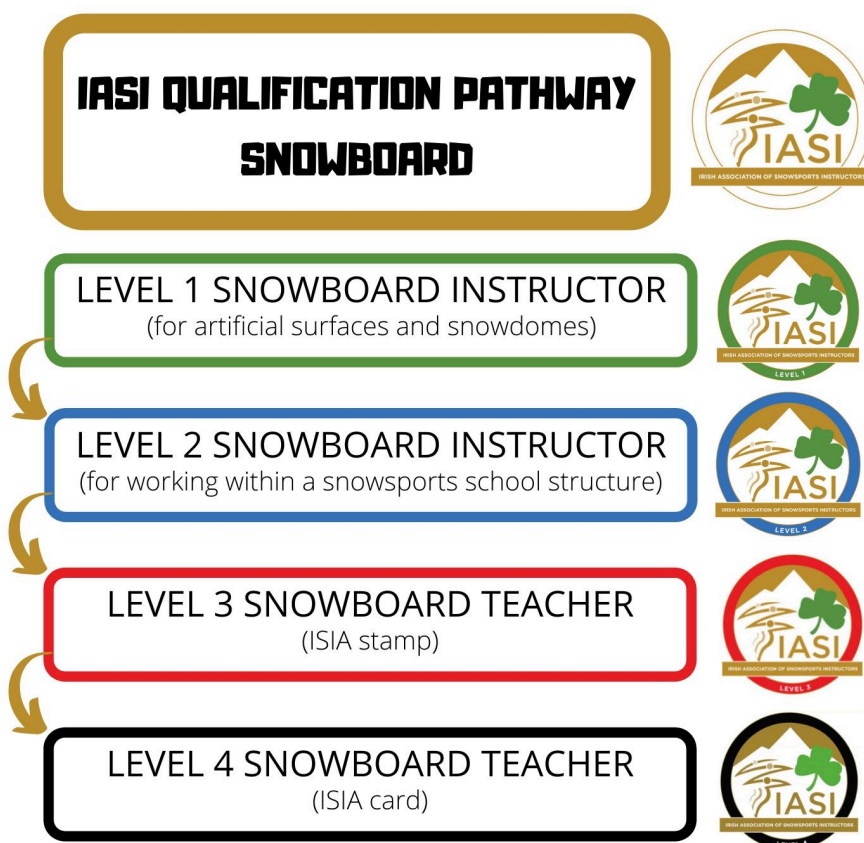 IASI QUALIFICATION PATHWAY
SNOWBOARD
IASI
IRISH ASSOCIATION OF SNOWSPORTS INSTRUCTORS
LEVEL 1 SNOWBOARD INSTRUCTOR
(for artificial surfaces and snowdomes)
IASI
IRISH ASSOCIATION OF SNOWSPORTS INSTRUCTORS
LEVEL 1
LEVEL 2 SNOWBOARD INSTRUCTOR
(for working within a snowsports school structure)
IASI
IRISH ASSOCIATION OF SNOWSPORTS INSTRUCTORS
LEVEL 2
LEVEL 3 SNOWBOARD TEACHER
(ISIA stamp)
IASI
IRISH ASSOCIATION OF SNOWSPORTS INSTRUCTORS
LEVEL 3
LEVEL 4 SNOWBOARD TEACHER
(ISIA card)
IASI
IRISH ASSOCIATION OF SNOWSPORTS INSTRUCTORS